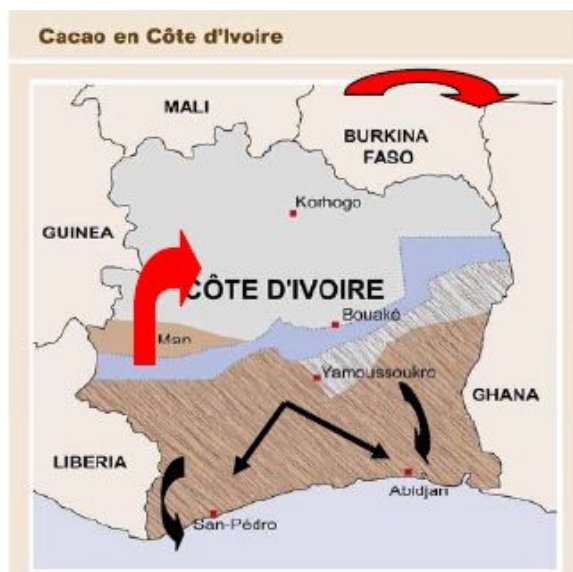 Cacao en Côte d'Ivoire
MALI
BURKINA
FASO
Korhogo
GUINEA
CÔTE D'IVOIRE
Bouaké
Man
Yamoussoukro
GHANA
LIBERIA
Abidjan
San-Pédro